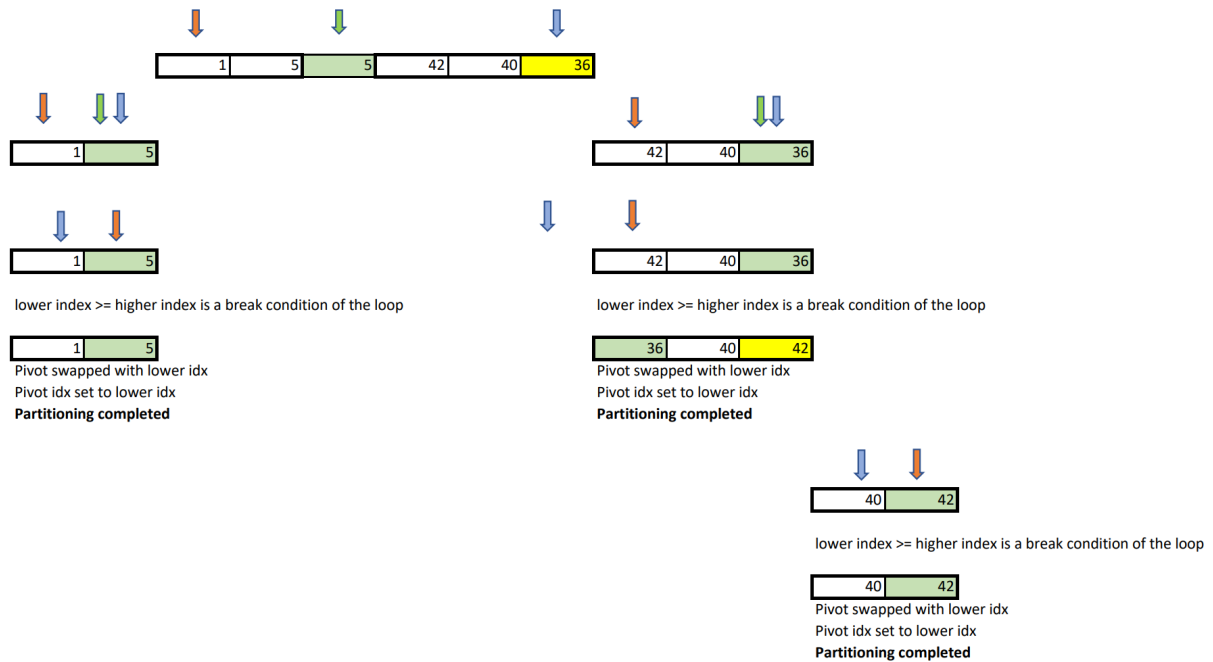 1 5 5 42 40 36
1 5
42 40 36
1 5
42 40 36
lower index >= higher index is a break condition of the loop
lower index >= higher index is a break condition of the loop
1 5
Pivot swapped with lower idx
Pivot idx set to lower idx
Partitioning completed
36 40 42
Pivot swapped with lower idx
Pivot idx set to lower idx
Partitioning completed
40 42
lower index >= higher index is a break condition of the loop
40 42
Pivot swapped with lower idx
Pivot idx set to lower idx
Partitioning completed